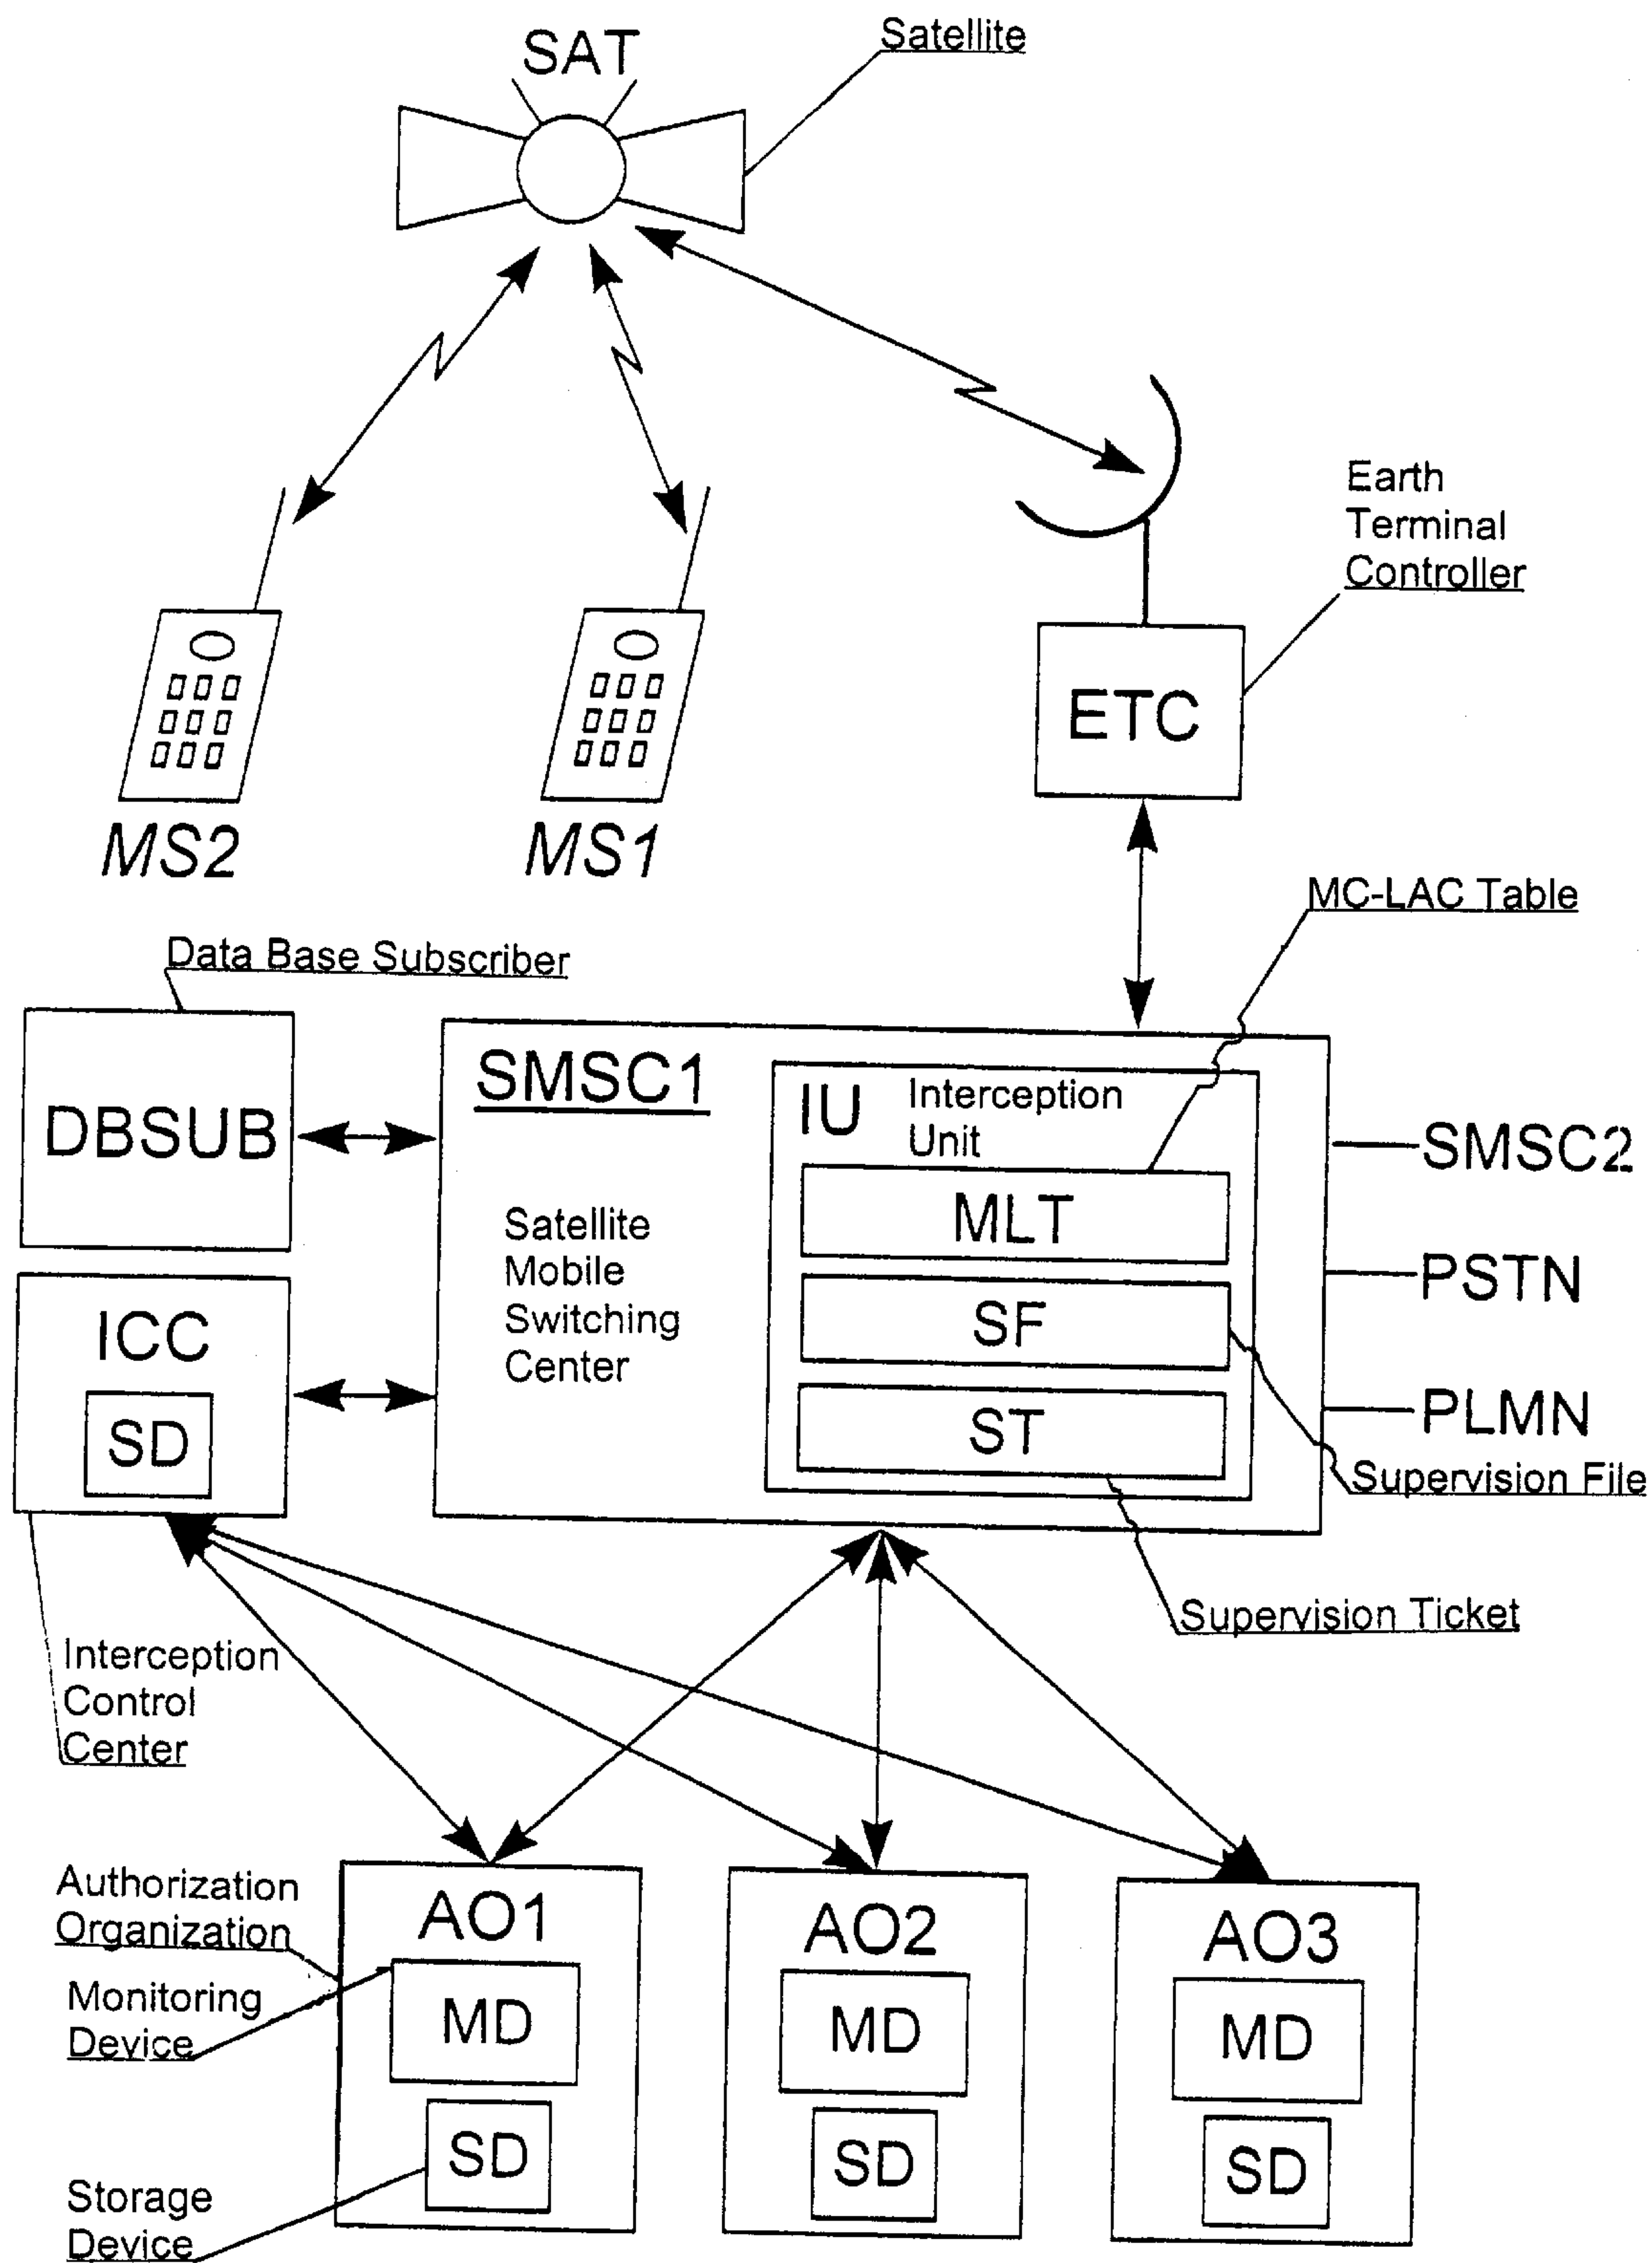 SAT
Satellite
Earth
Terminal
Controller
ETC
MS2
MS1
MC-LAC Table
Data Base Subscriber
DBSUB
SMSC1
IU
Interception
Unit
MLT
SMSC2
Satellite
Mobile
Switching
Center
SF
PSTN
ICC
SD
ST
PLMN
Supervision File
Supervision Ticket
Interception
Control
Center
Authorization
Organization
Monitoring
Device
Storage
Device
AO1
MD
SD
AO2
MD
SD
AO3
MD
SD